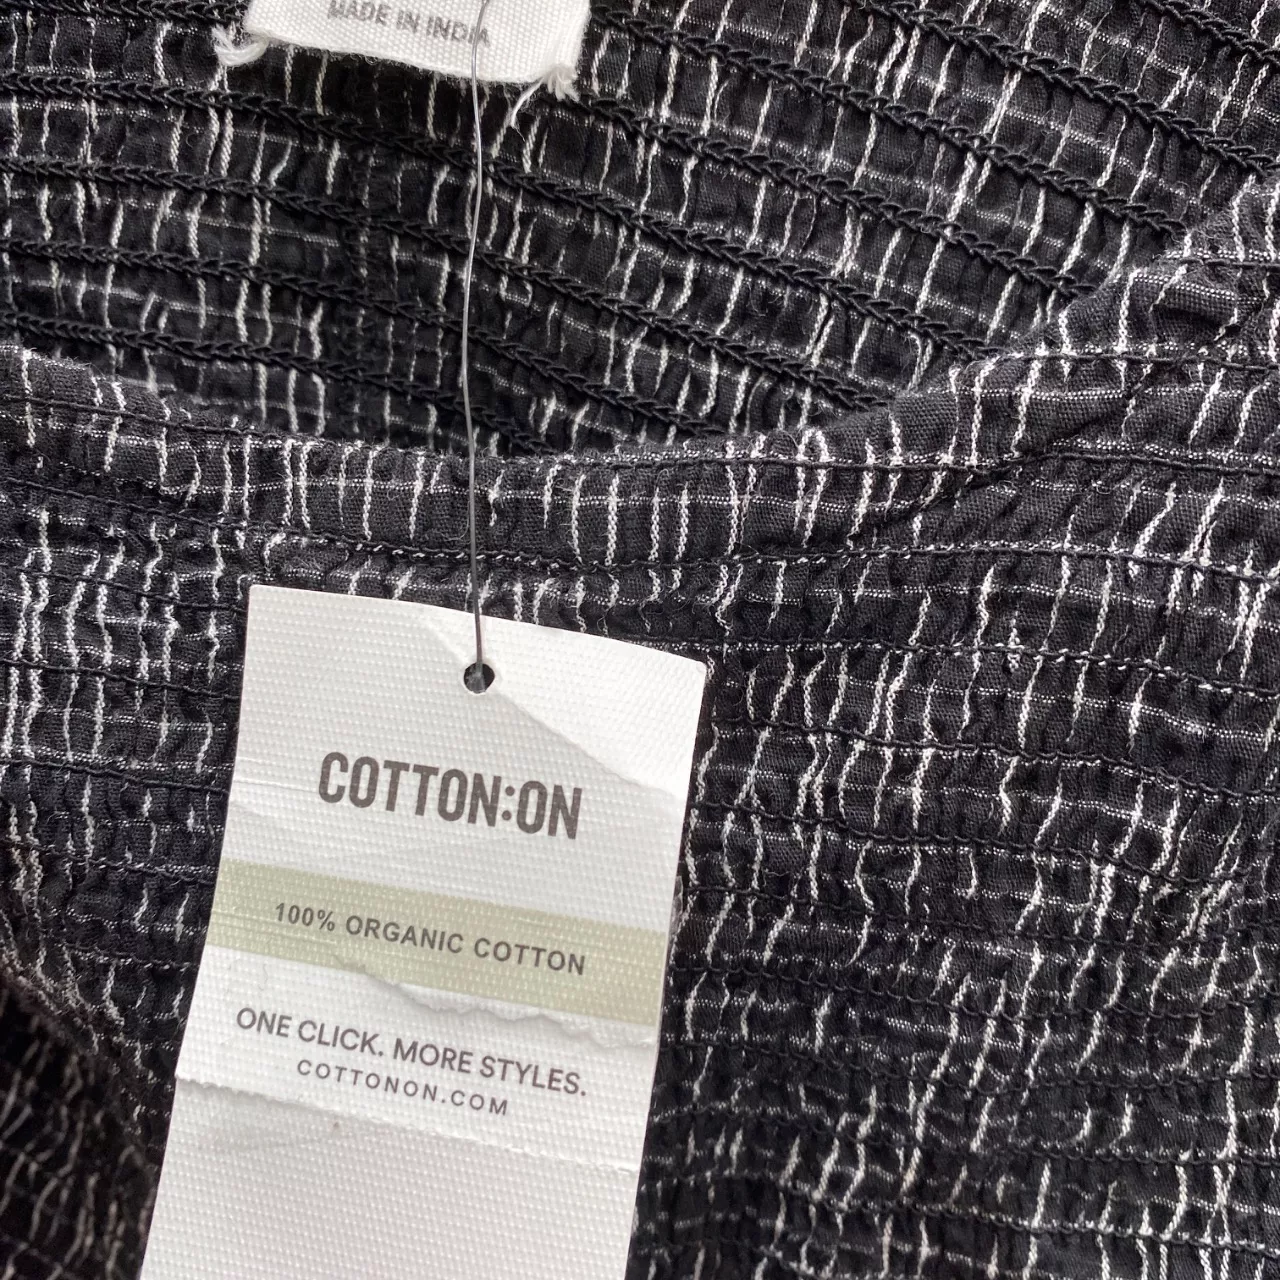 MADE IN INDIA
COTTON:ON
100% ORGANIC COTTON
ONE CLICK. MORE STYLES.
COTTONON.COM